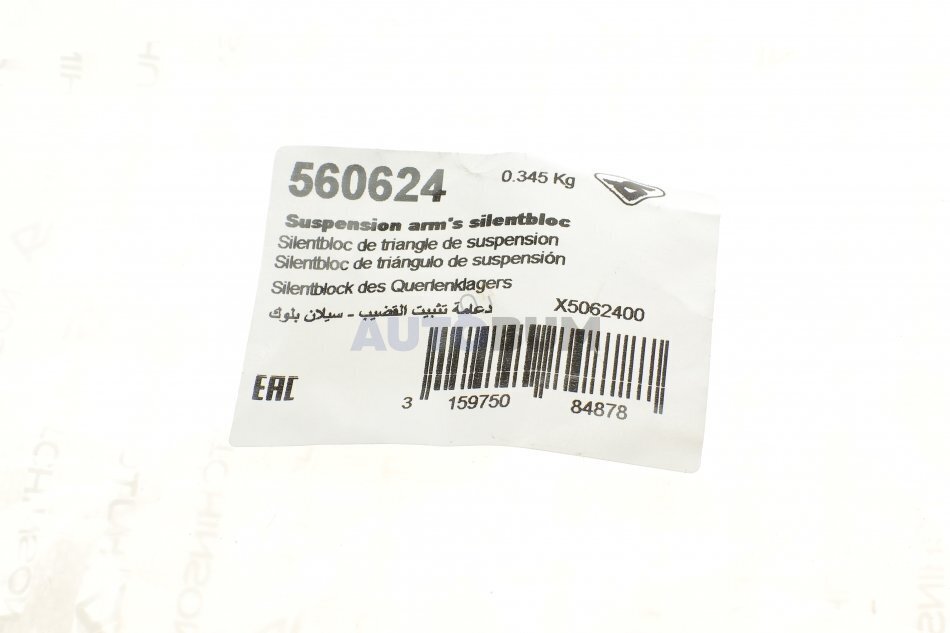 560624
0.345 Kg
Suspension arm's silentbloc
Silentbloc de triangle de suspension
Silentbloc de triángulo de suspensión
Silentblock des Querlenklagers
دعامة تثبيت القضيب - سيلان بلوك
X5062400
AUTODUM
EAC
3 159750 84878